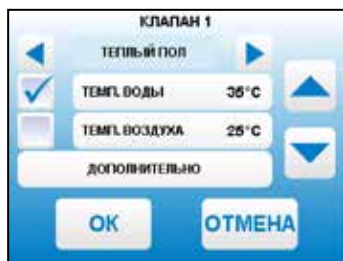 КЛАПАН 1
ТЕПЛЫЙ ПОЛ
ТЕМП. ВОДЫ 35°C
ТЕМП. ВОЗДУХА 25°C
ДОПОЛНИТЕЛЬНО
ОК ОТМЕНА